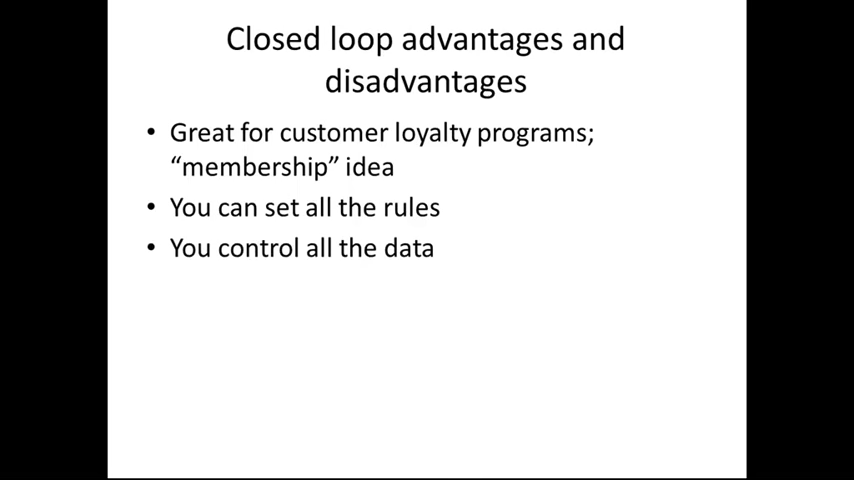 Closed loop advantages and
disadvantages
• Great for customer loyalty programs;
“membership” idea
• You can set all the rules
• You control all the data